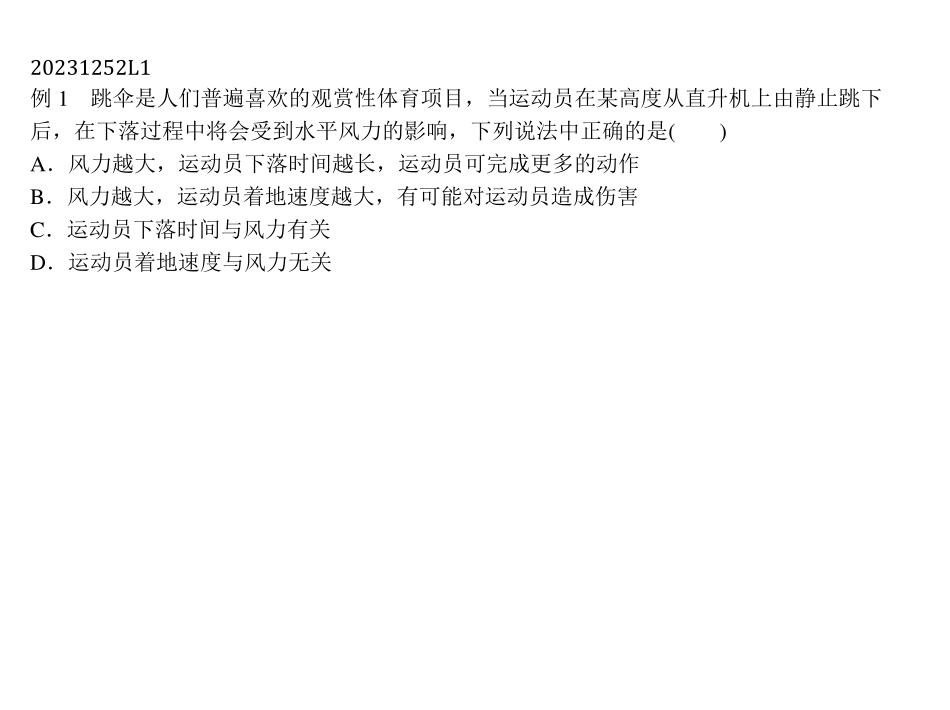 20231252L1
例 1　跳伞是人们普遍喜欢的观赏性体育项目，当运动员在某高度从直升机上由静止跳下
后，在下落过程中将会受到水平风力的影响，下列说法中正确的是(　　)
A．风力越大，运动员下落时间越长，运动员可完成更多的动作
B．风力越大，运动员着地速度越大，有可能对运动员造成伤害
C．运动员下落时间与风力有关
D．运动员着地速度与风力无关